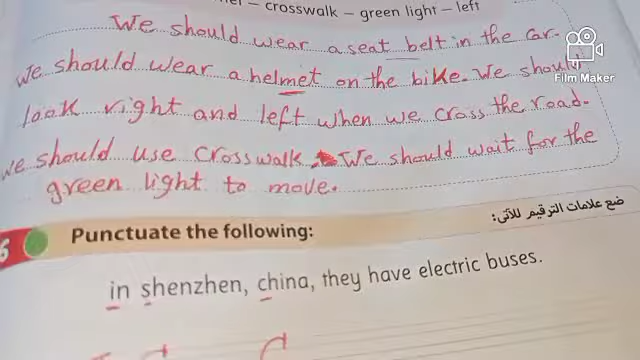 – crosswalk – green light – left
We should wear a seat belt in the car.
We should wear a helmet on the bike. We should
look right and left when we cross the road.
we should use crosswalk. We should wait for the
green light to move.
Film Maker
ضع علامات الترقيم للآتى:
6 Punctuate the following:
in shenzhen, china, they have electric buses.